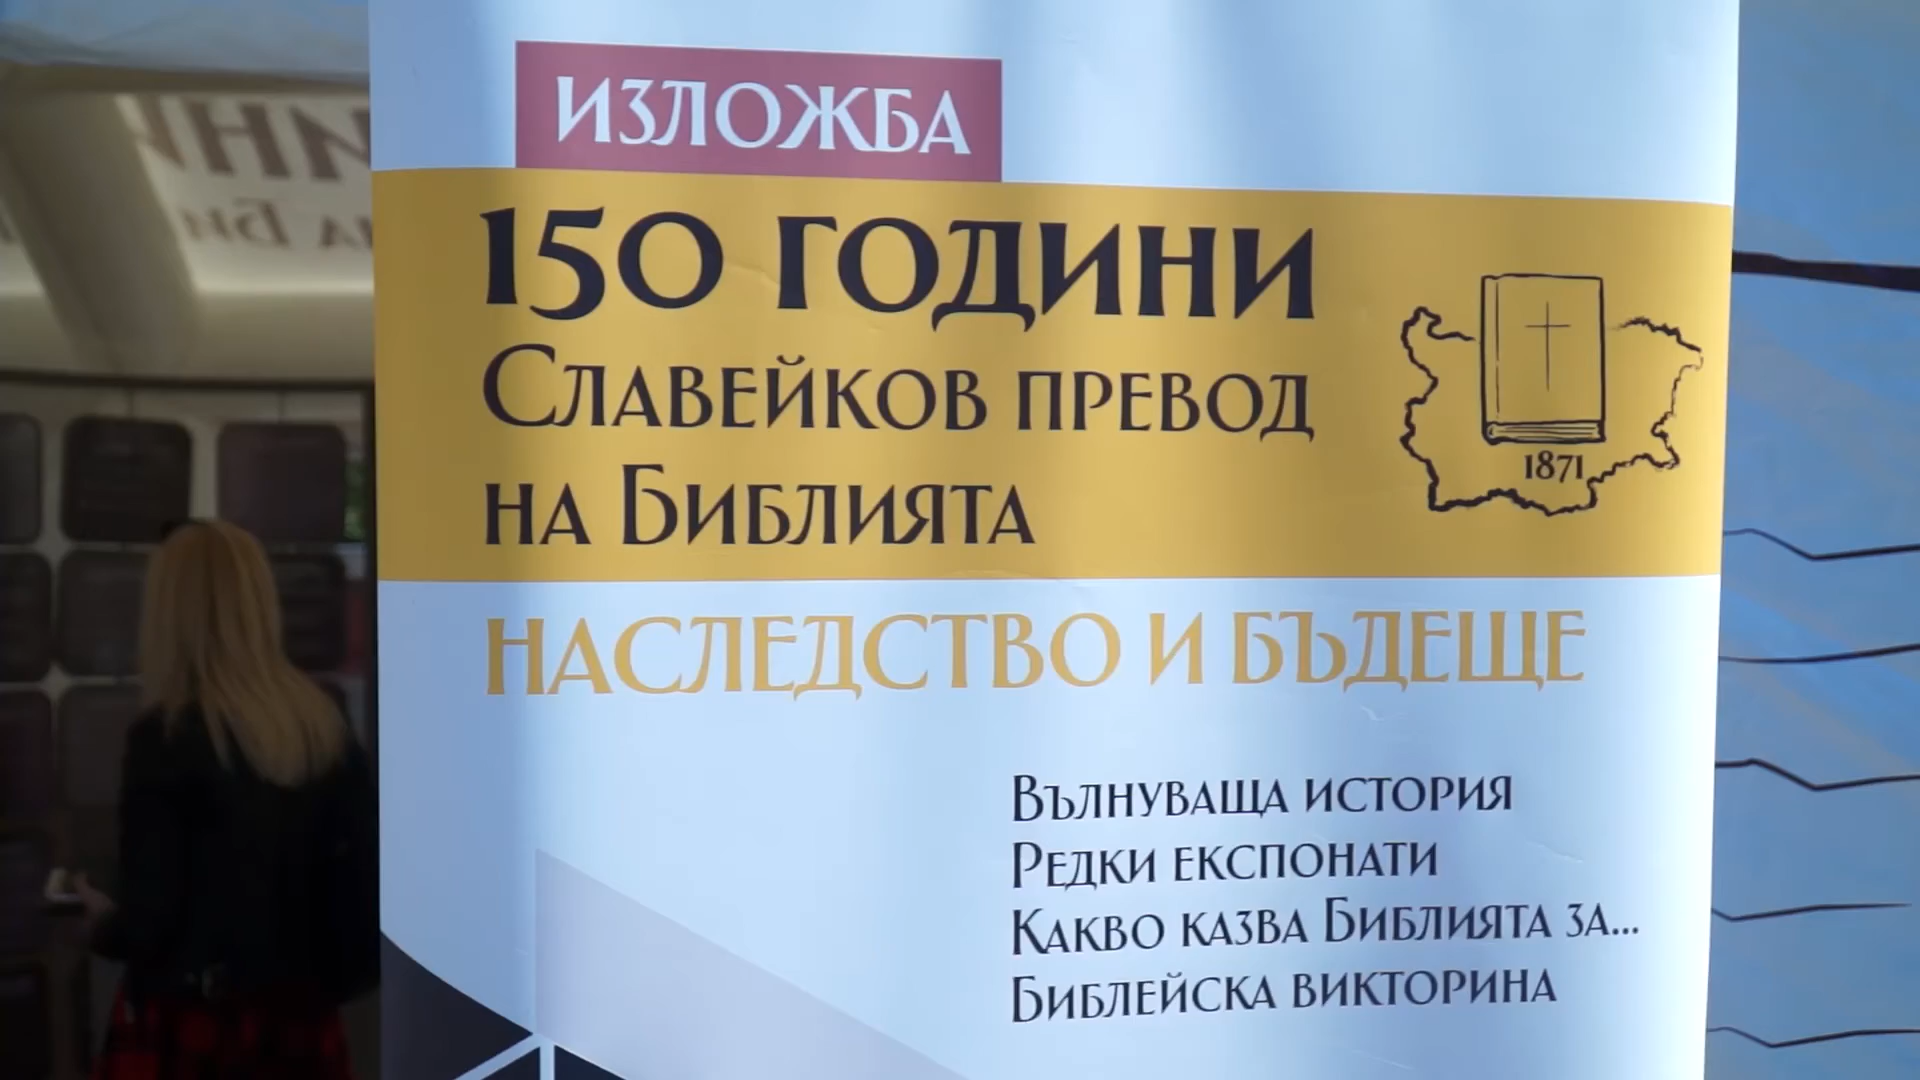 ИЗЛОЖБА
150 ГОДИНИ
СЛАВЕЙКОВ ПРЕВОД
НА БИБЛИЯТА
1871
НАСЛЕДСТВО И БЪДЕЩЕ
ВЪЛНУВАЩА ИСТОРИЯ
РЕДКИ ЕКСПОНАТИ
КАКВО КАЗВА БИБЛИЯТА ЗА...
БИБЛЕЙСКА ВИКТОРИНА